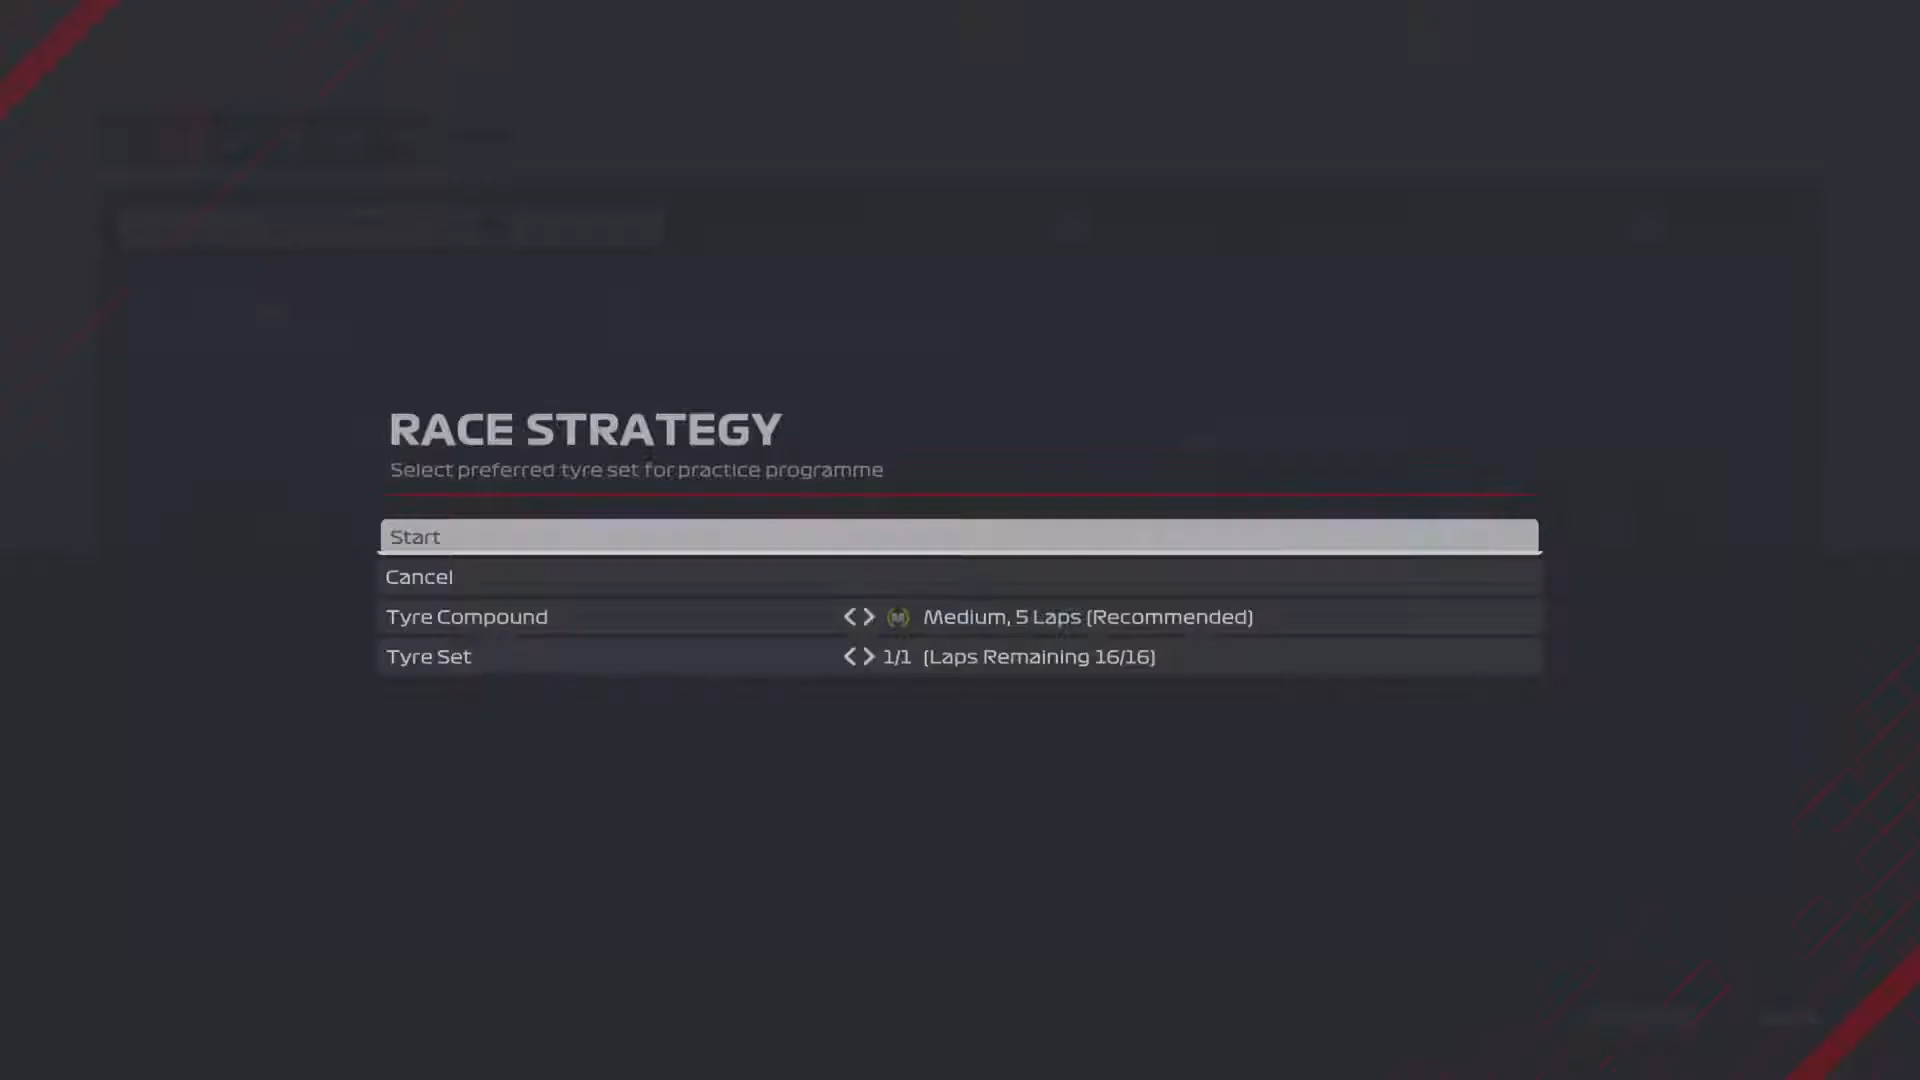 RACE STRATEGY
Select preferred tyre set for practice programme
Start
Cancel
Tyre Compound < > (M) Medium, 5 Laps (Recommended)
Tyre Set < > 1/1 (Laps Remaining 16/16)